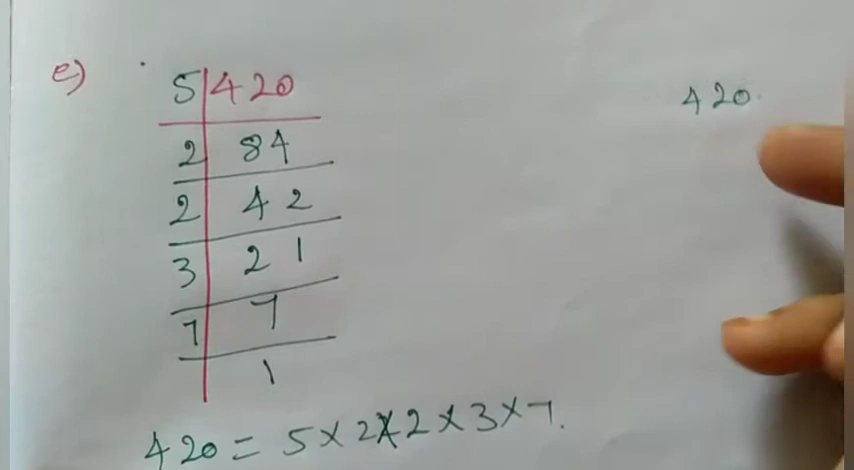 e) 5 420 420
2 84
2 42
3 21
7 7
1
420 = 5 × 2 × 2 × 3 × 7.